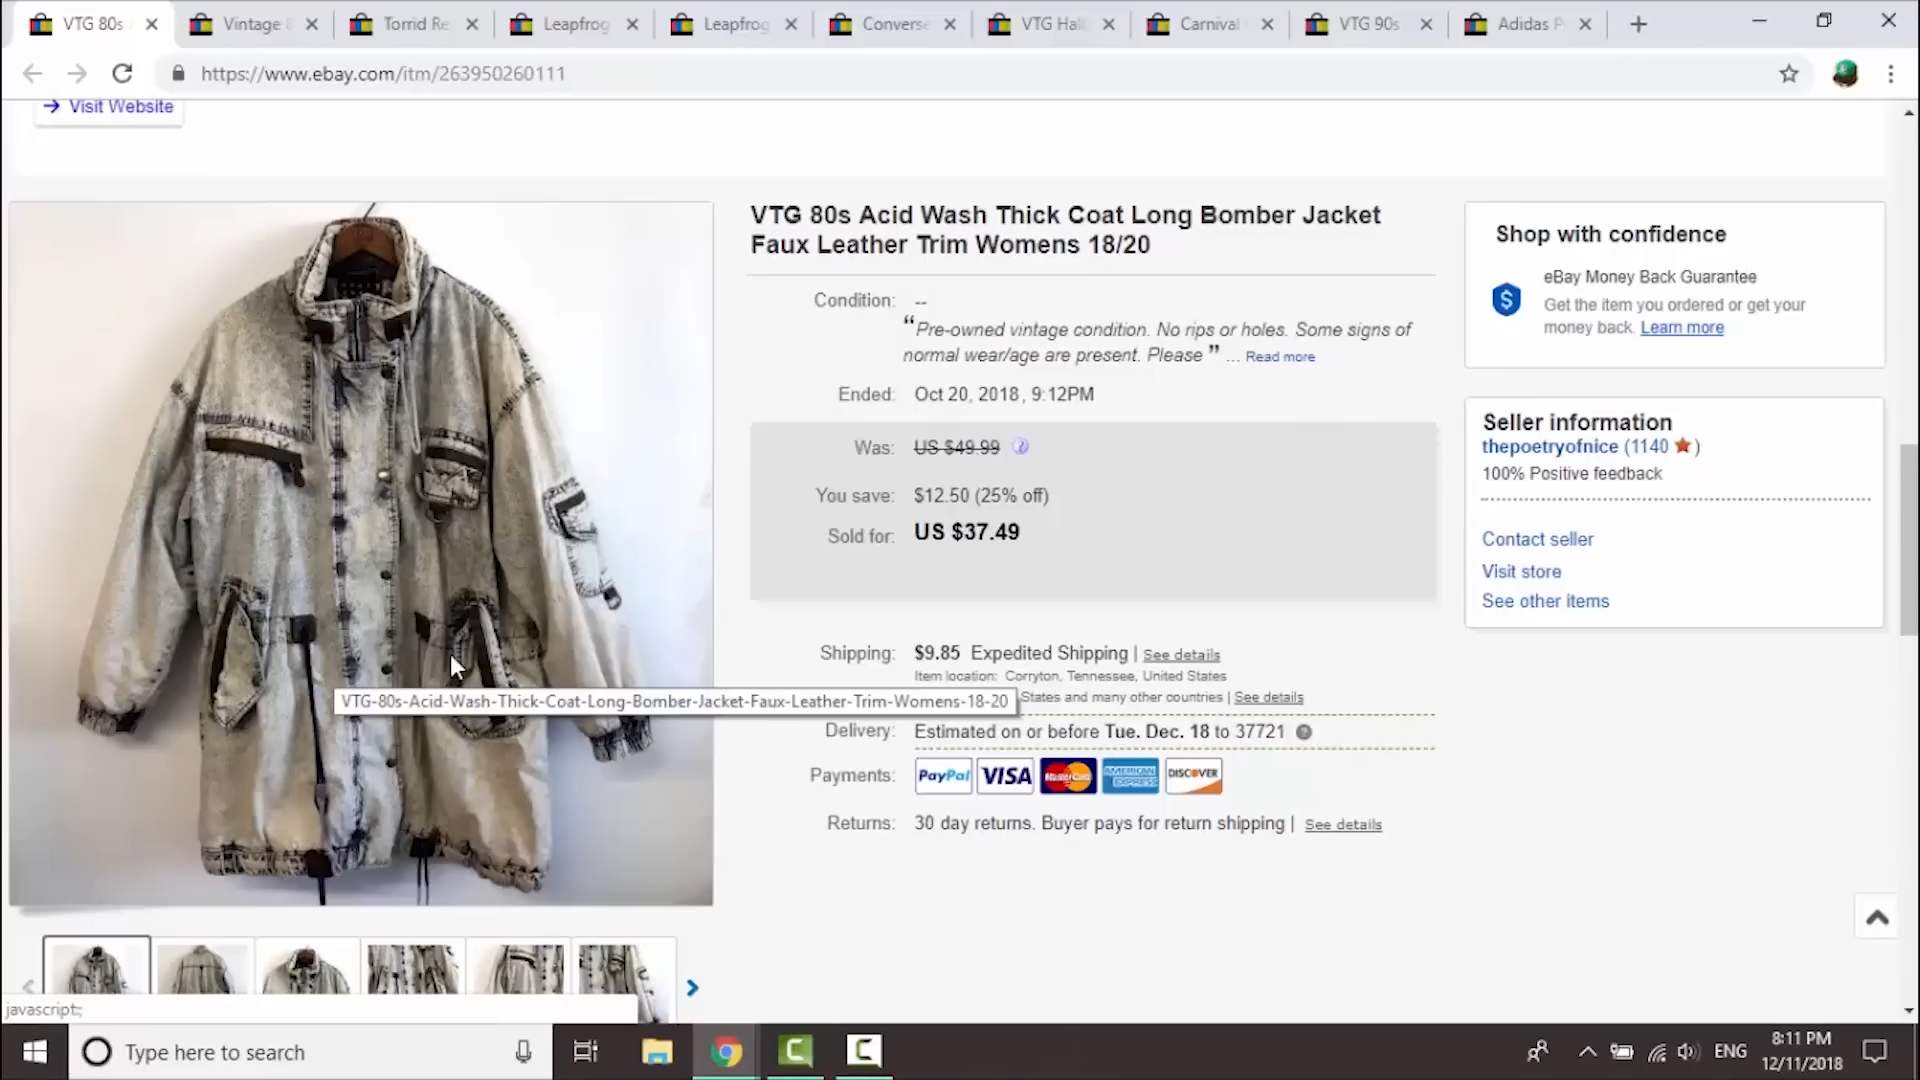 VTG 80s
Vintage
Torrid Re
Leapfrog
Leapfrog
Converse
VTG Hall
Carnival
VTG 90s
Adidas P
https://www.ebay.com/itm/263950260111
→ Visit Website
VTG 80s Acid Wash Thick Coat Long Bomber Jacket
Faux Leather Trim Womens 18/20
Condition: --
“Pre-owned vintage condition. No rips or holes. Some signs of
normal wear/age are present. Please ” ... Read more
Ended: Oct 20, 2018 , 9:12PM
Was: US $49.99
You save: $12.50 (25% off)
Sold for: US $37.49
Shipping: $9.85 Expedited Shipping | See details
Item location: Corryton, Tennessee, United States
States and many other countries | See details
VTG-80s-Acid-Wash-Thick-Coat-Long-Bomber-Jacket-Faux-Leather-Trim-Womens-18-20
Delivery: Estimated on or before Tue. Dec. 18 to 37721
Payments: PayPal VISA MasterCard AMERICAN EXPRESS DISCOVER
Returns: 30 day returns. Buyer pays for return shipping | See details
Shop with confidence
eBay Money Back Guarantee
Get the item you ordered or get your
money back. Learn more
Seller information
thepoetryofnice (1140 ★ )
100% Positive feedback
Contact seller
Visit store
See other items
javascript:;
Type here to search
ENG
8:11 PM
12/11/2018